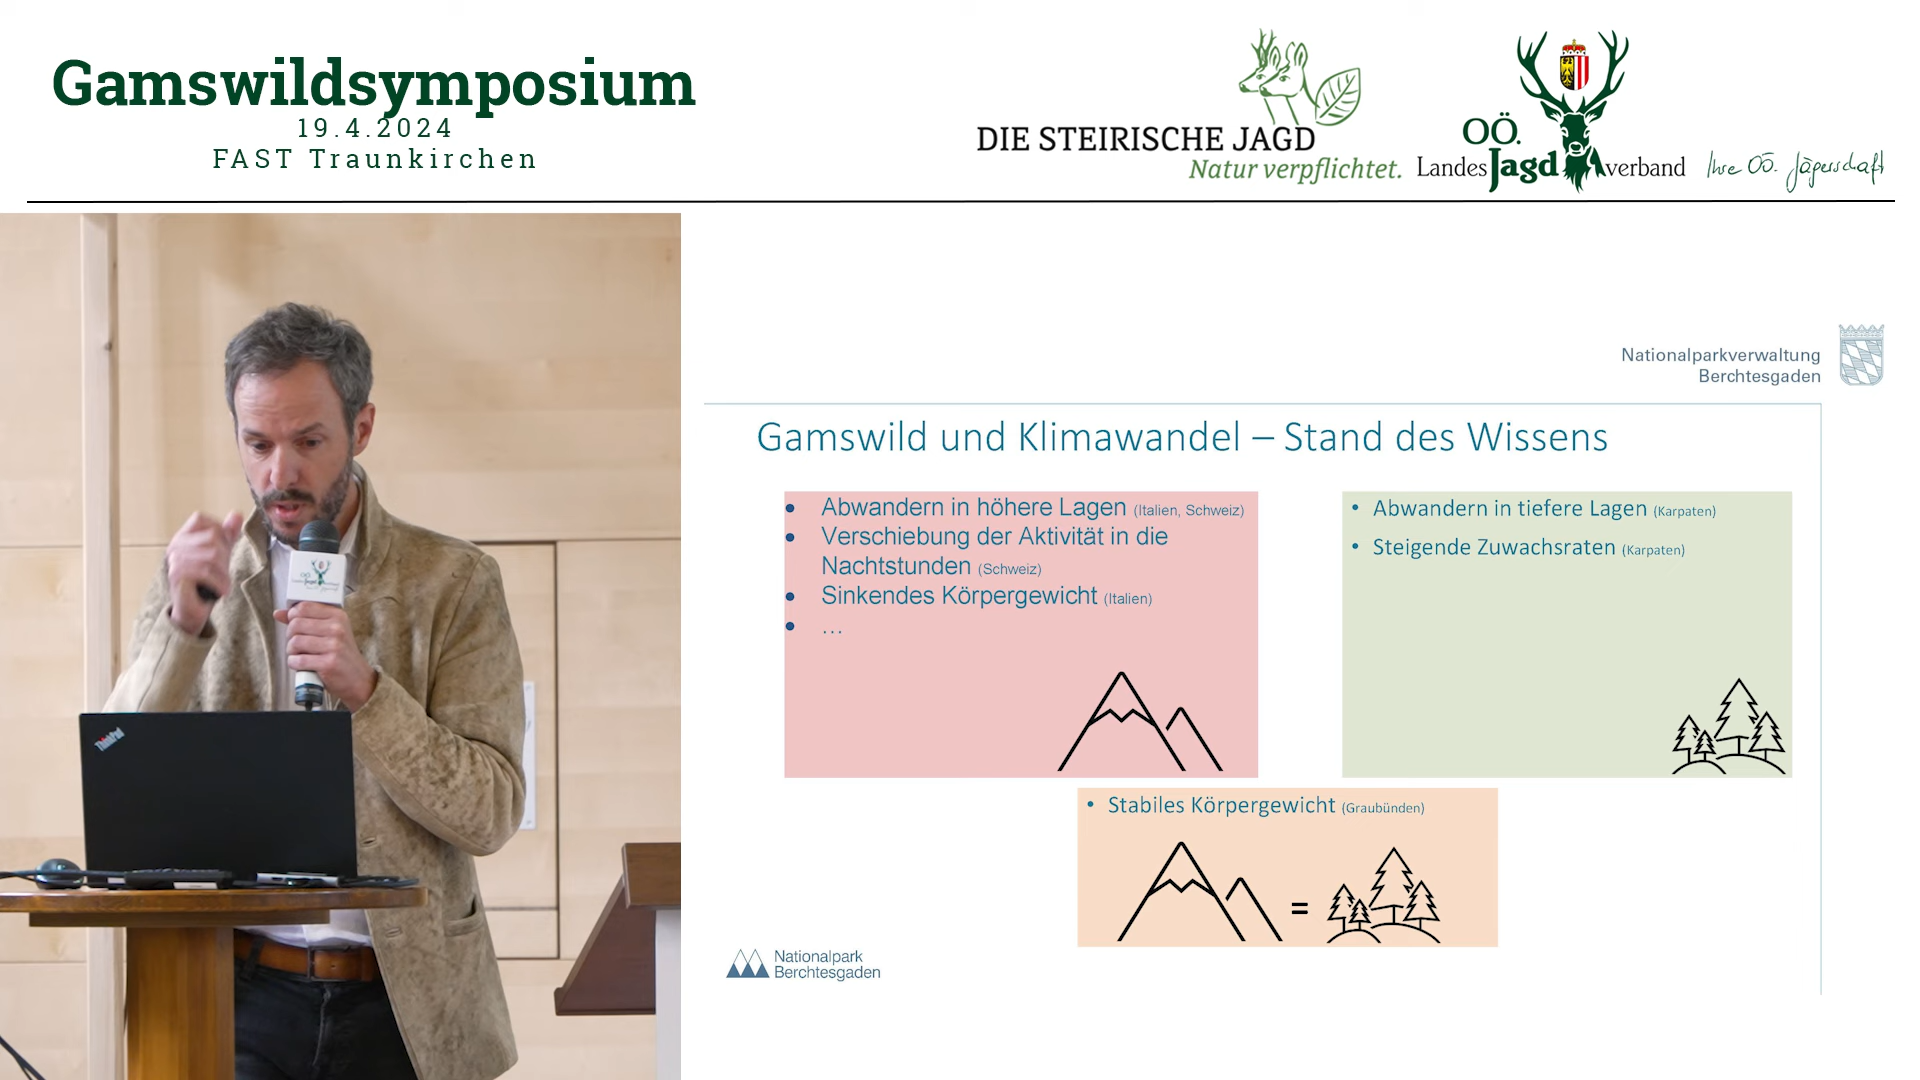 Gamswildsymposium
19.4.2024
FAST Traunkirchen
DIE STEIRISCHE JAGD
Natur verpflichtet.
OÖ.
Landes Jagd verband
Ihre OÖ. Jägerschaft
OÖ
Jagd
ThinkPad
Nationalparkverwaltung
Berchtesgaden
Gamswild und Klimawandel – Stand des Wissens
• Abwandern in höhere Lagen (Italien, Schweiz)
• Verschiebung der Aktivität in die
Nachtstunden (Schweiz)
• Sinkendes Körpergewicht (Italien)
• …
• Abwandern in tiefere Lagen (Karpaten)
• Steigende Zuwachsraten (Karpaten)
• Stabiles Körpergewicht (Graubünden)
=
Nationalpark
Berchtesgaden